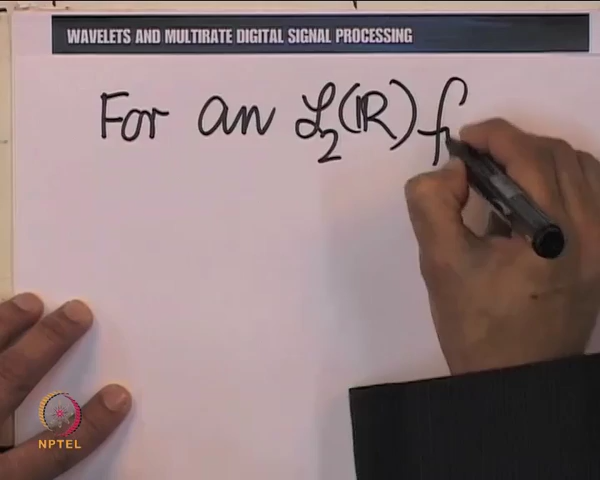 WAVELETS AND MULTIRATE DIGITAL SIGNAL PROCESSING
For an ℒ₂(ℝ) f
NPTEL